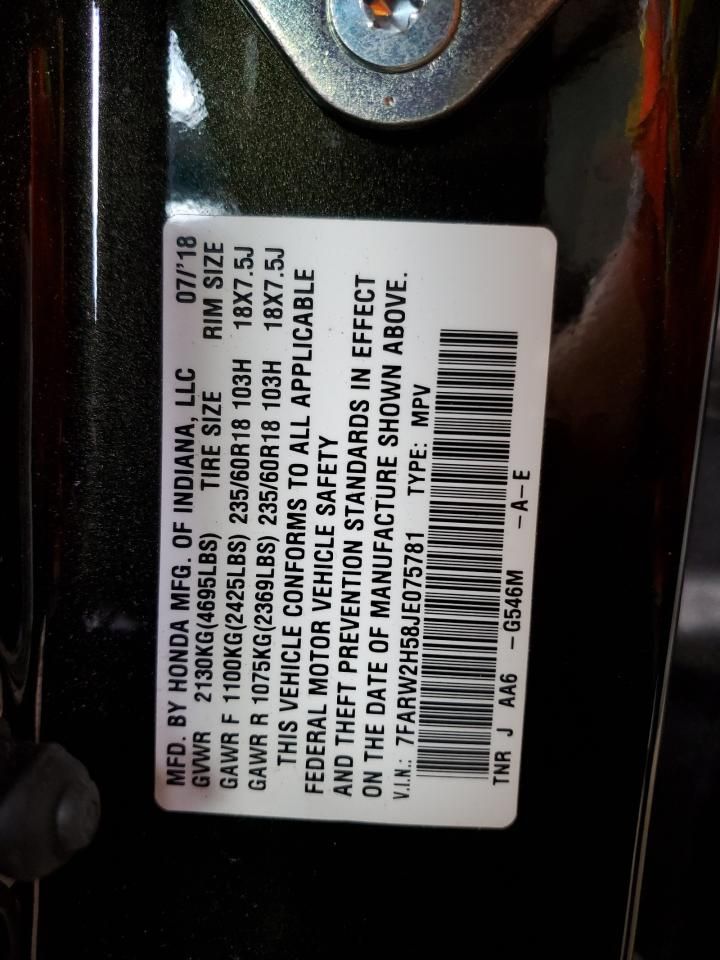 MFD. BY HONDA MFG. OF INDIANA, LLC 07/'18
GVWR 2130KG(4695LBS) TIRE SIZE RIM SIZE
GAWR F 1100KG(2425LBS) 235/60R18 103H 18X7.5J
GAWR R 1075KG(2369LBS) 235/60R18 103H 18X7.5J
THIS VEHICLE CONFORMS TO ALL APPLICABLE
FEDERAL MOTOR VEHICLE SAFETY
AND THEFT PREVENTION STANDARDS IN EFFECT
ON THE DATE OF MANUFACTURE SHOWN ABOVE.
V.I.N.: 7FARW2H58JE075781 TYPE: MPV
TNR J AA6 -G546M -A-E